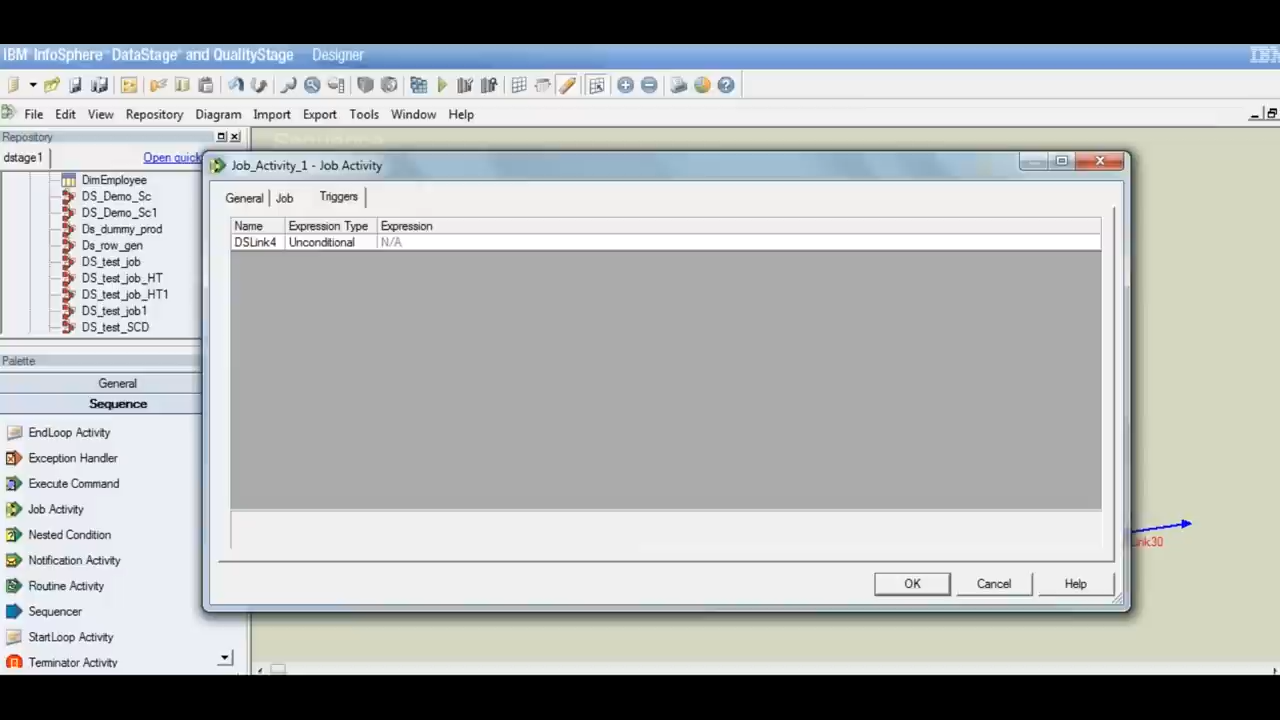 IBM InfoSphere DataStage and QualityStage Designer
File Edit View Repository Diagram Import Export Tools Window Help
Repository
dstage1
Open quick
DimEmployee
DS_Demo_Sc
DS_Demo_Sc1
Ds_dummy_prod
Ds_row_gen
DS_test_job
DS_test_job_HT
DS_test_job_HT1
DS_test_job1
DS_test_SCD
Palette
General
Sequence
EndLoop Activity
Exception Handler
Execute Command
Job Activity
Nested Condition
Notification Activity
Routine Activity
Sequencer
StartLoop Activity
Terminator Activity
Sequence
Job_Activity_1 - Job Activity
General Job Triggers
Name Expression Type Expression
DSLink4 Unconditional N/A
OK Cancel Help
ink30